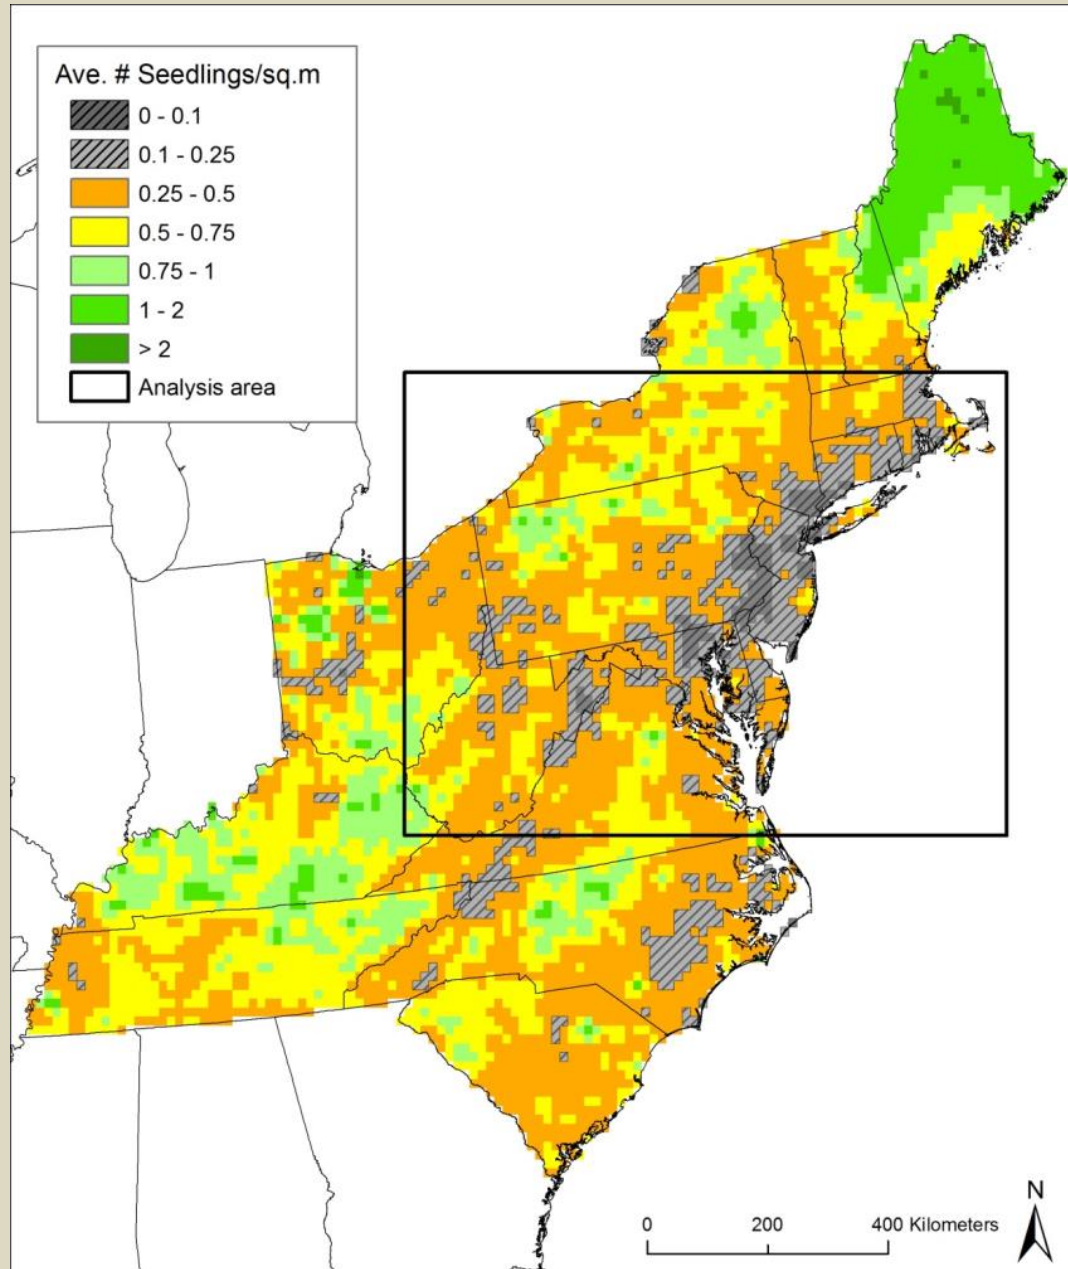 Ave. # Seedlings/sq.m
0 - 0.1
0.1 - 0.25
0.25 - 0.5
0.5 - 0.75
0.75 - 1
1 - 2
> 2
Analysis area
N
0 200 400 Kilometers